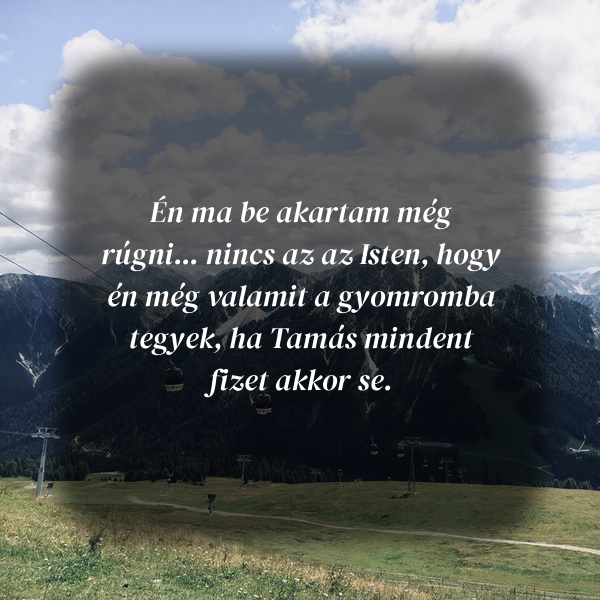 Én ma be akartam még
rúgni... nincs az az Isten, hogy
én még valamit a gyomromba
tegyek, ha Tamás mindent
fizet akkor se.